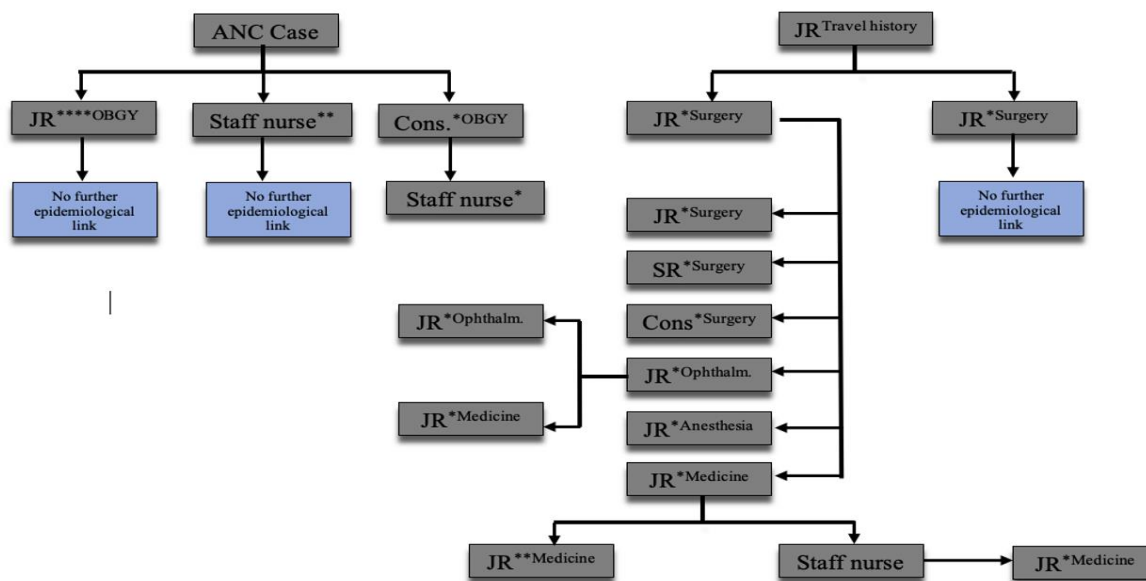 ANC Case
JR Travel history
JR****OBGY
Staff nurse**
Cons.*OBGY
JR*Surgery
JR*Surgery
No further
epidemiological
link
No further
epidemiological
link
Staff nurse*
No further
epidemiological
link
JR*Surgery
SR*Surgery
JR*Ophthalm.
Cons*Surgery
JR*Ophthalm.
JR*Medicine
JR*Anesthesia
JR*Medicine
JR**Medicine
Staff nurse
JR*Medicine